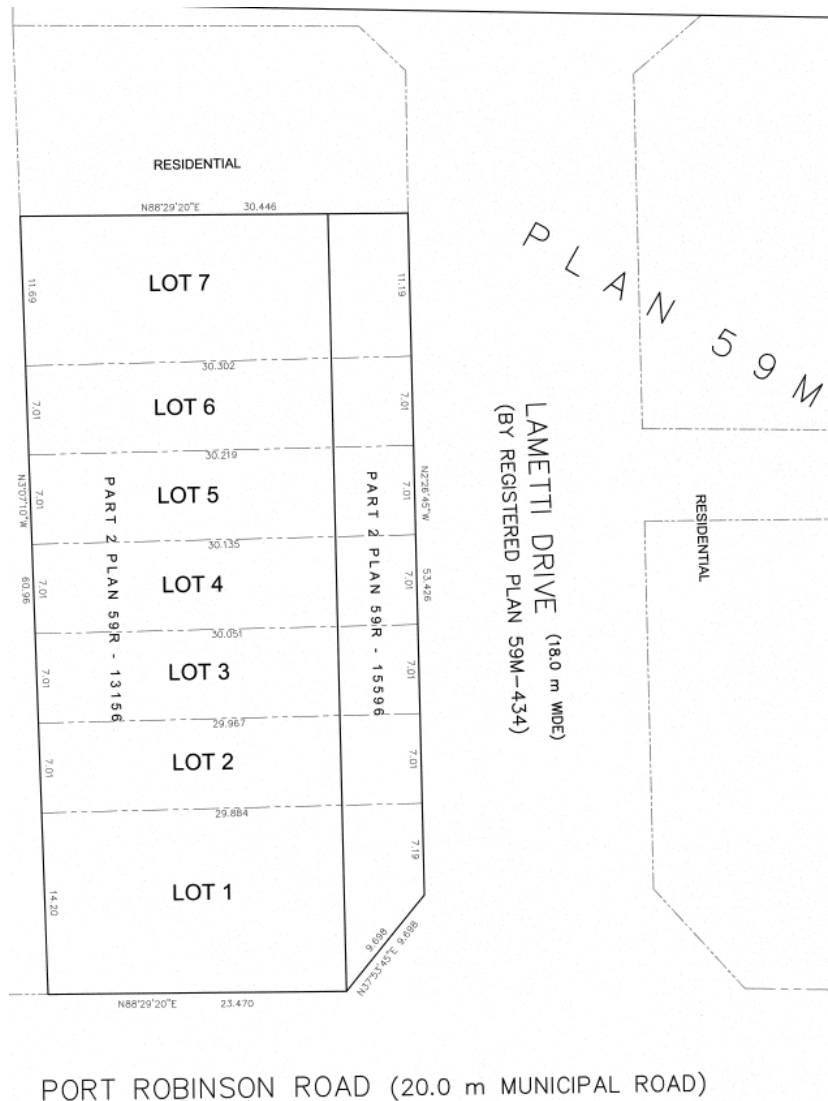 RESIDENTIAL
N88°29'20"E 30.446
LOT 7
11.69
11.19
30.302
LOT 6
7.01
7.01
30.219
LOT 5
7.01
7.01
N3°07'10"W
60.96
N2°26'45"W
53.426
30.135
LOT 4
7.01
7.01
30.051
LOT 3
7.01
7.01
29.967
LOT 2
7.01
7.01
29.884
LOT 1
14.20
7.19
9.698
N37°53'45"E 9.698
N88°29'20"E 23.470
PART 2 PLAN 59R - 13156
PART 2 PLAN 59R - 15596
PLAN 59M
LAMETTI DRIVE (18.0 m WIDE)
(BY REGISTERED PLAN 59M-434)
RESIDENTIAL
PORT ROBINSON ROAD (20.0 m MUNICIPAL ROAD)